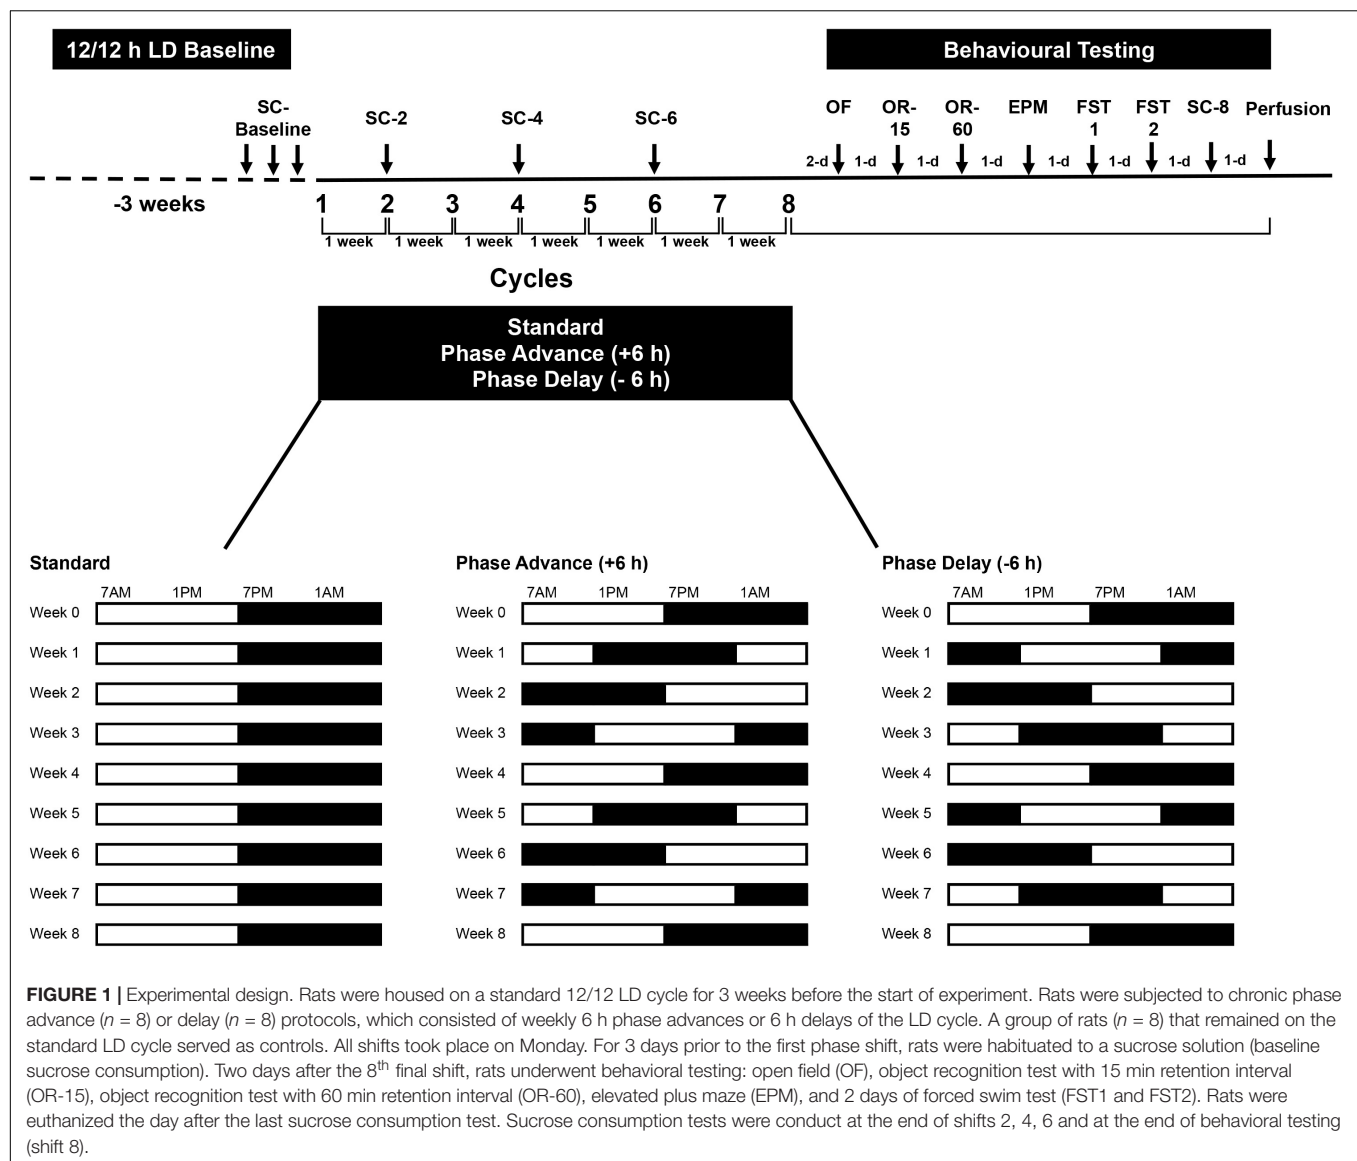 12/12 h LD Baseline
Behavioural Testing
SC-
Baseline
SC-2
SC-4
SC-6
OF
OR-
15
OR-
60
EPM
FST
1
FST
2
SC-8
Perfusion
2-d
1-d
1-d
1-d
1-d
1-d
1-d
1-d
-3 weeks
1
2
3
4
5
6
7
8
1 week
1 week
1 week
1 week
1 week
1 week
1 week
Cycles
Standard
Phase Advance (+6 h)
Phase Delay (- 6 h)
Standard
7AM 1PM 7PM 1AM
Week 0
Week 1
Week 2
Week 3
Week 4
Week 5
Week 6
Week 7
Week 8
Phase Advance (+6 h)
7AM 1PM 7PM 1AM
Week 0
Week 1
Week 2
Week 3
Week 4
Week 5
Week 6
Week 7
Week 8
Phase Delay (-6 h)
7AM 1PM 7PM 1AM
Week 0
Week 1
Week 2
Week 3
Week 4
Week 5
Week 6
Week 7
Week 8
FIGURE 1 | Experimental design. Rats were housed on a standard 12/12 LD cycle for 3 weeks before the start of experiment. Rats were subjected to chronic phase
advance (n = 8) or delay (n = 8) protocols, which consisted of weekly 6 h phase advances or 6 h delays of the LD cycle. A group of rats (n = 8) that remained on the
standard LD cycle served as controls. All shifts took place on Monday. For 3 days prior to the first phase shift, rats were habituated to a sucrose solution (baseline
sucrose consumption). Two days after the 8th final shift, rats underwent behavioral testing: open field (OF), object recognition test with 15 min retention interval
(OR-15), object recognition test with 60 min retention interval (OR-60), elevated plus maze (EPM), and 2 days of forced swim test (FST1 and FST2). Rats were
euthanized the day after the last sucrose consumption test. Sucrose consumption tests were conduct at the end of shifts 2, 4, 6 and at the end of behavioral testing
(shift 8).